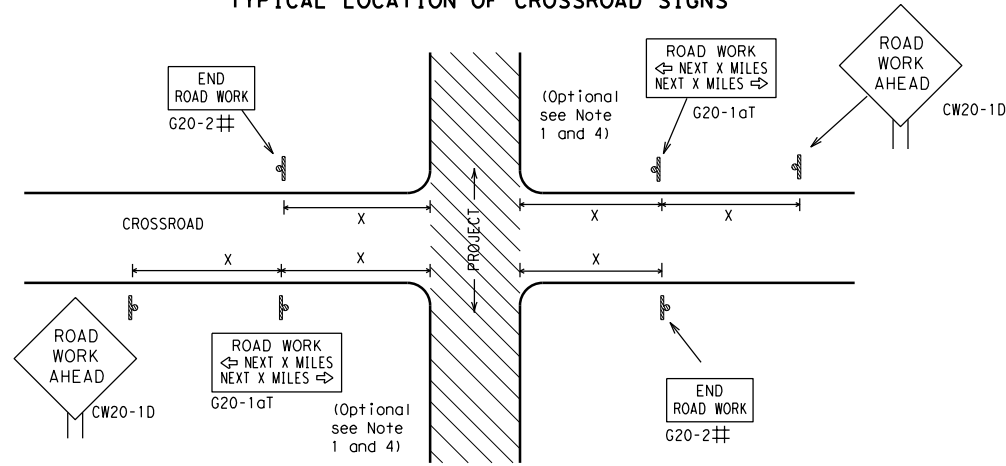 TYPICAL LOCATION OF CROSSROAD SIGNS
END
ROAD WORK
G20-2#
(Optional
see Note
1 and 4)
ROAD WORK
⇦ NEXT X MILES
NEXT X MILES ⇨
G20-1aT
ROAD
WORK
AHEAD
CW20-1D
X
X
X
CROSSROAD
PROJECT
X
X
X
ROAD
WORK
AHEAD
CW20-1D
ROAD WORK
⇦ NEXT X MILES
NEXT X MILES ⇨
G20-1aT
(Optional
see Note
1 and 4)
END
ROAD WORK
G20-2#